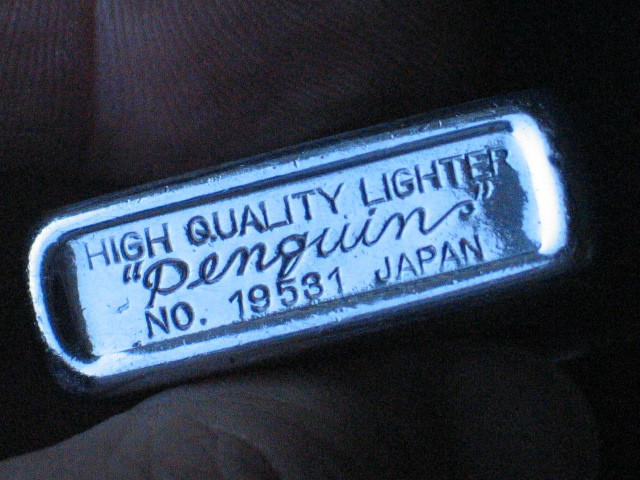 HIGH QUALITY LIGHTER
"Penguin"
NO. 19531 JAPAN